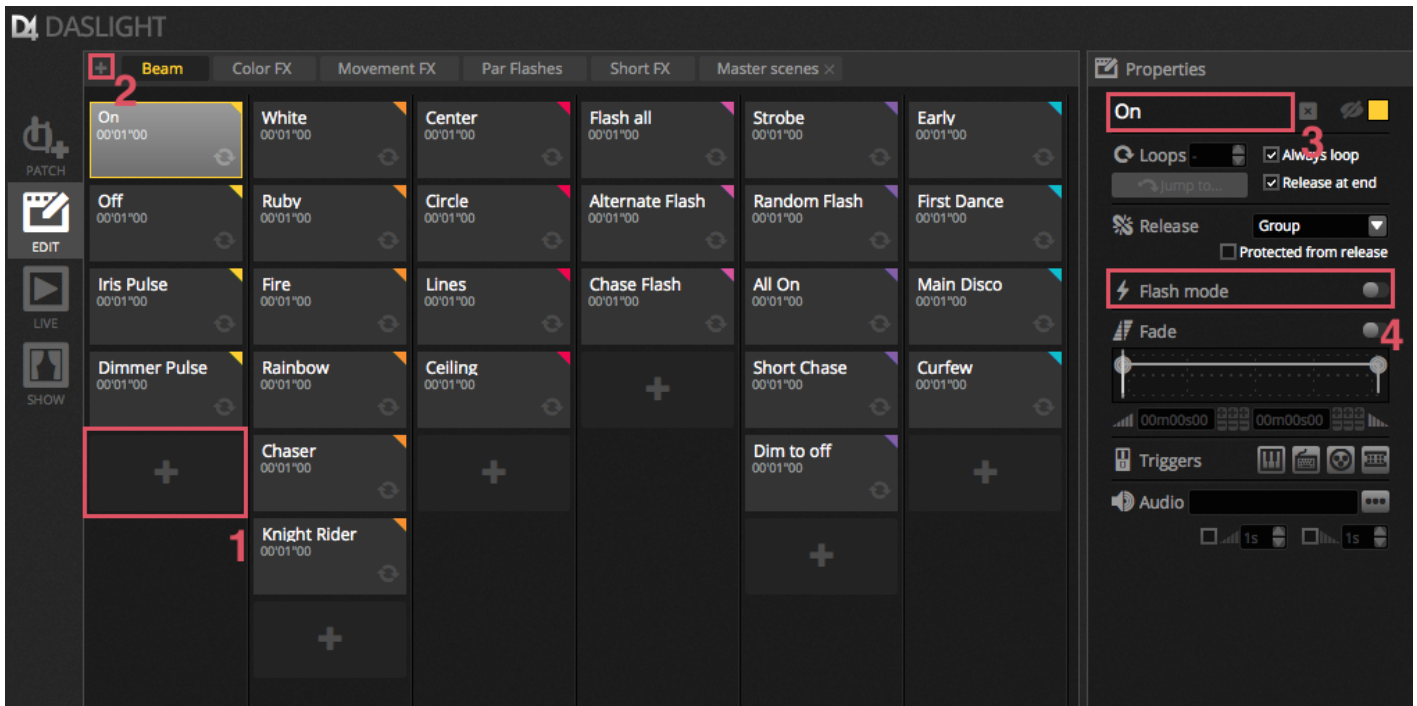 D4 DASLIGHT
Beam
Color FX
Movement FX
Par Flashes
Short FX
Master scenes
2
PATCH
EDIT
LIVE
SHOW
On
00'01"00
Off
00'01"00
Iris Pulse
00'01"00
Dimmer Pulse
00'01"00
1
White
00'01"00
Ruby
00'01"00
Fire
00'01"00
Rainbow
00'01"00
Chaser
00'01"00
Knight Rider
00'01"00
Center
00'01"00
Circle
00'01"00
Lines
00'01"00
Ceiling
00'01"00
Flash all
00'01"00
Alternate Flash
00'01"00
Chase Flash
00'01"00
Strobe
00'01"00
Random Flash
00'01"00
All On
00'01"00
Short Chase
00'01"00
Dim to off
00'01"00
Early
00'01"00
First Dance
00'01"00
Main Disco
00'01"00
Curfew
00'01"00
Properties
On
3
Loops -
Always loop
Jump to...
Release at end
Release
Group
Protected from release
Flash mode
Fade
4
00m00s00
00m00s00
Triggers
Audio
1s
1s